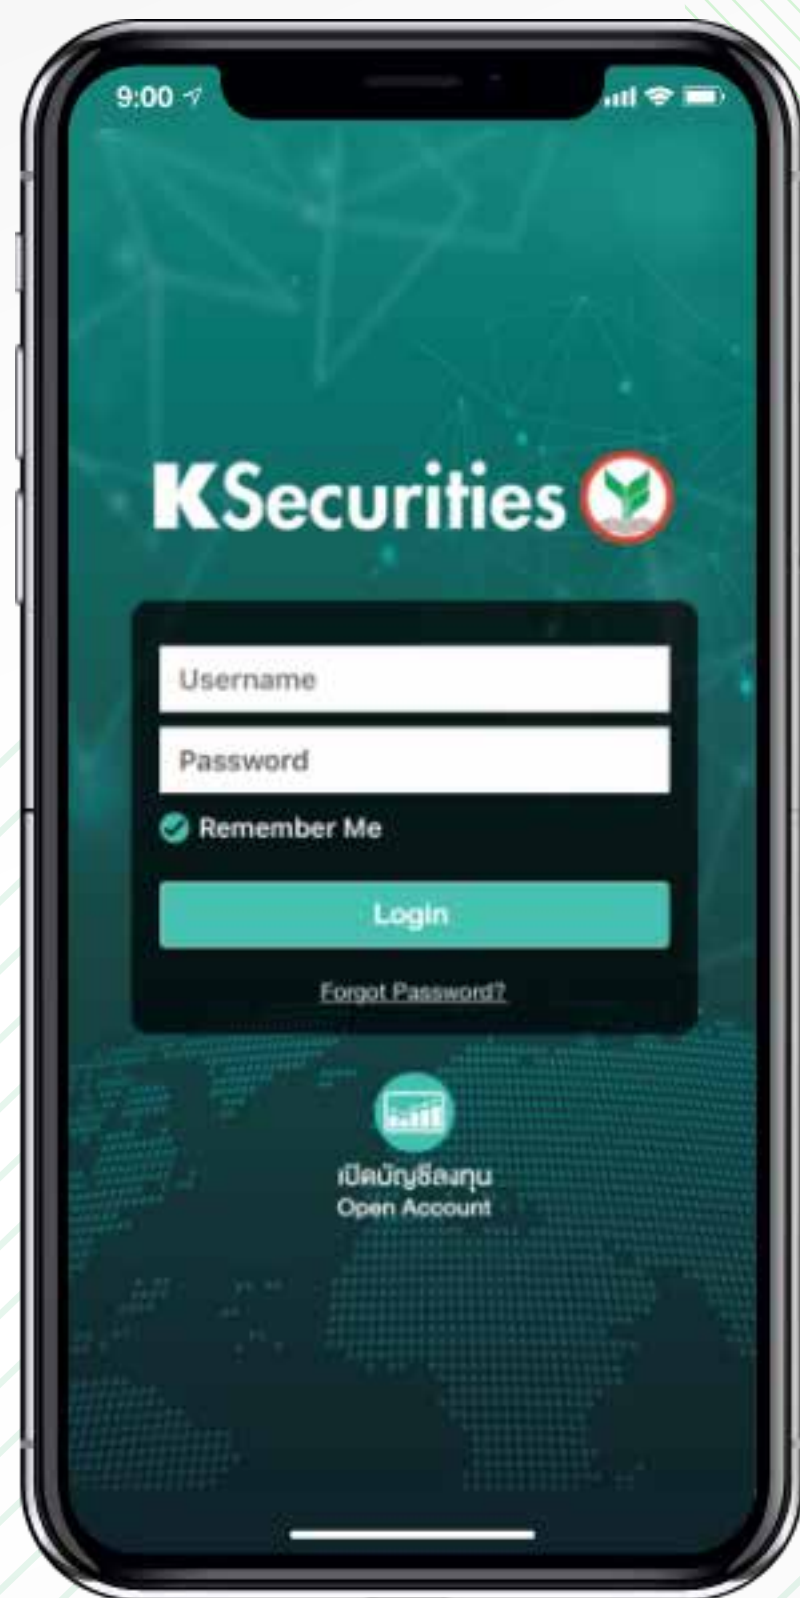 9:00
KSecurities
Username
Password
Remember Me
Login
Forgot Password?
เปิดบัญชีลงทุน
Open Account